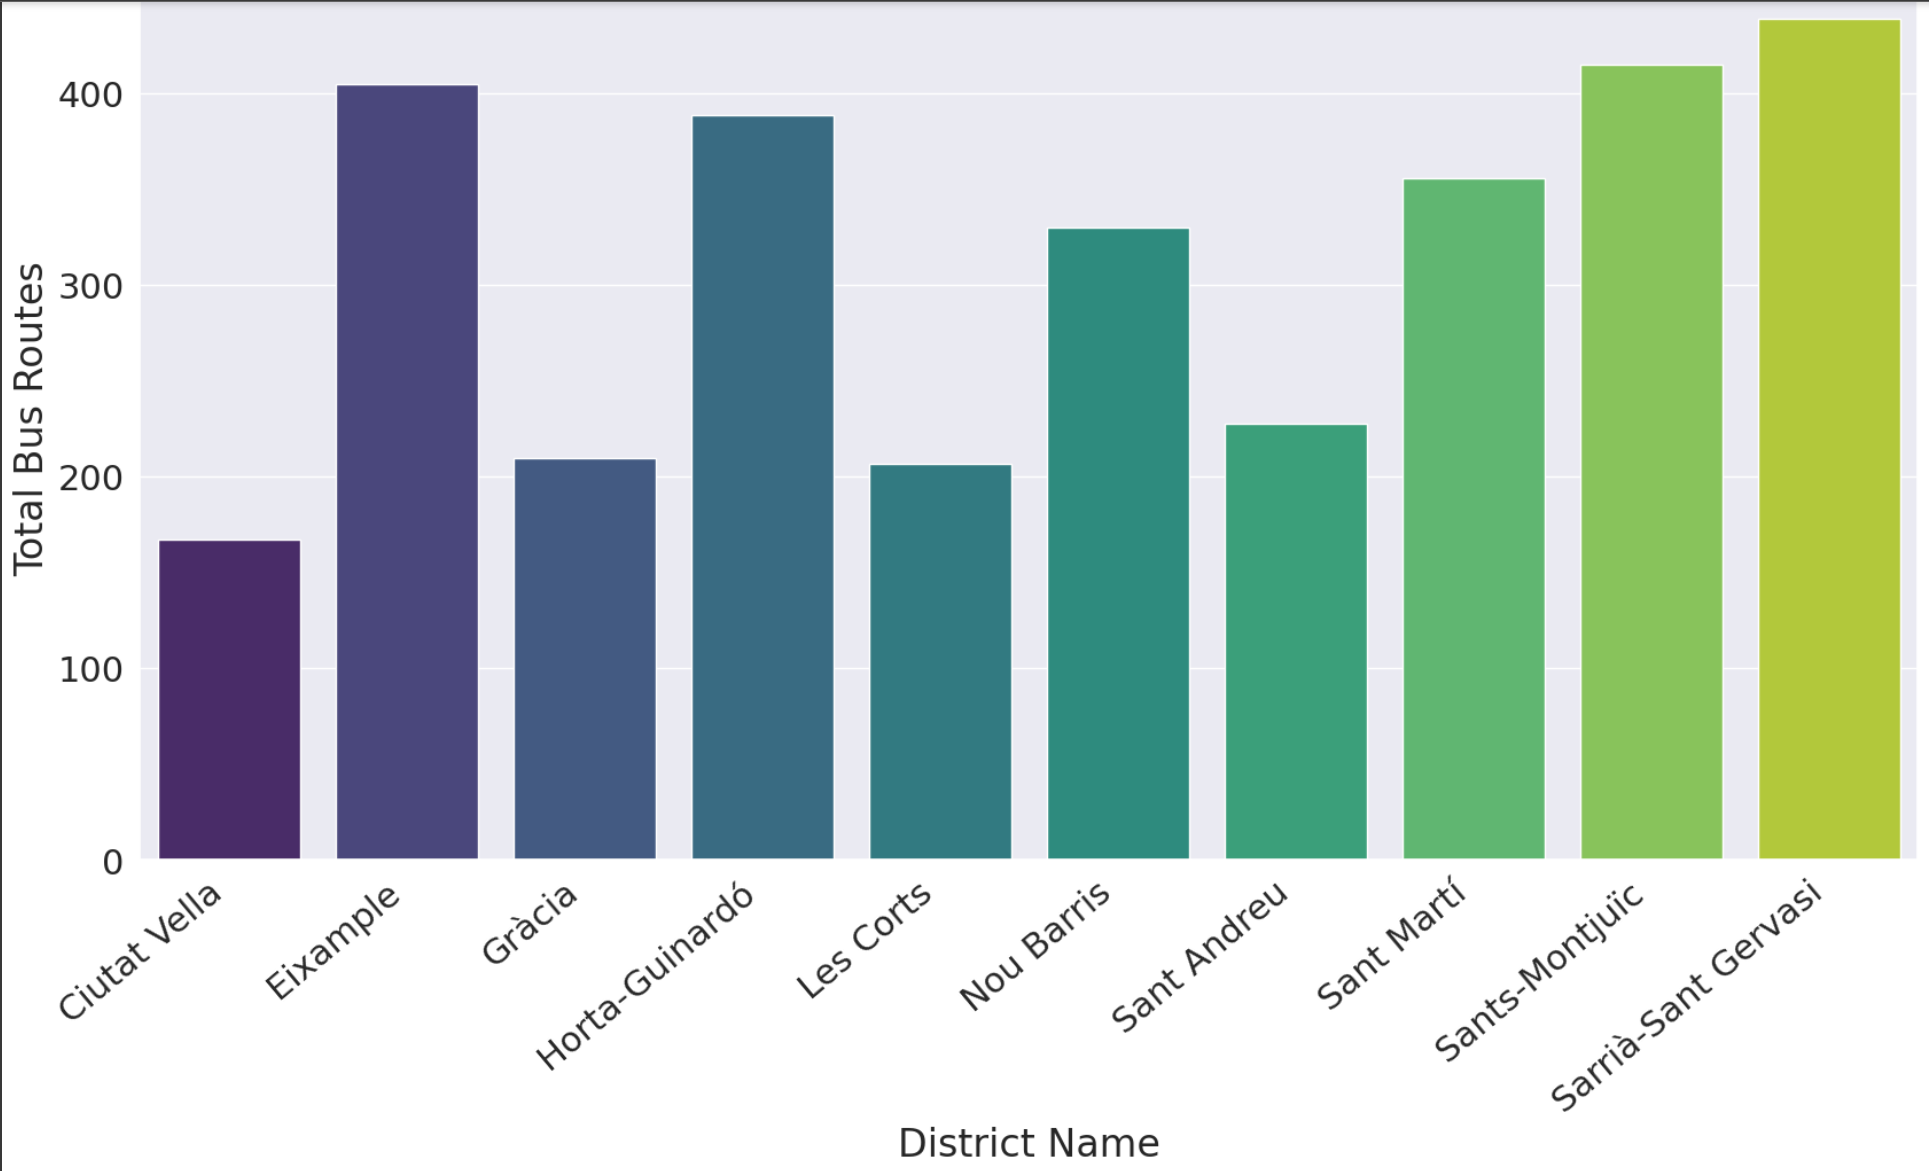 Total Bus Routes
400
300
200
100
0
Ciutat Vella
Eixample
Gràcia
Horta-Guinardó
Les Corts
Nou Barris
Sant Andreu
Sant Martí
Sants-Montjuïc
Sarrià-Sant Gervasi
District Name